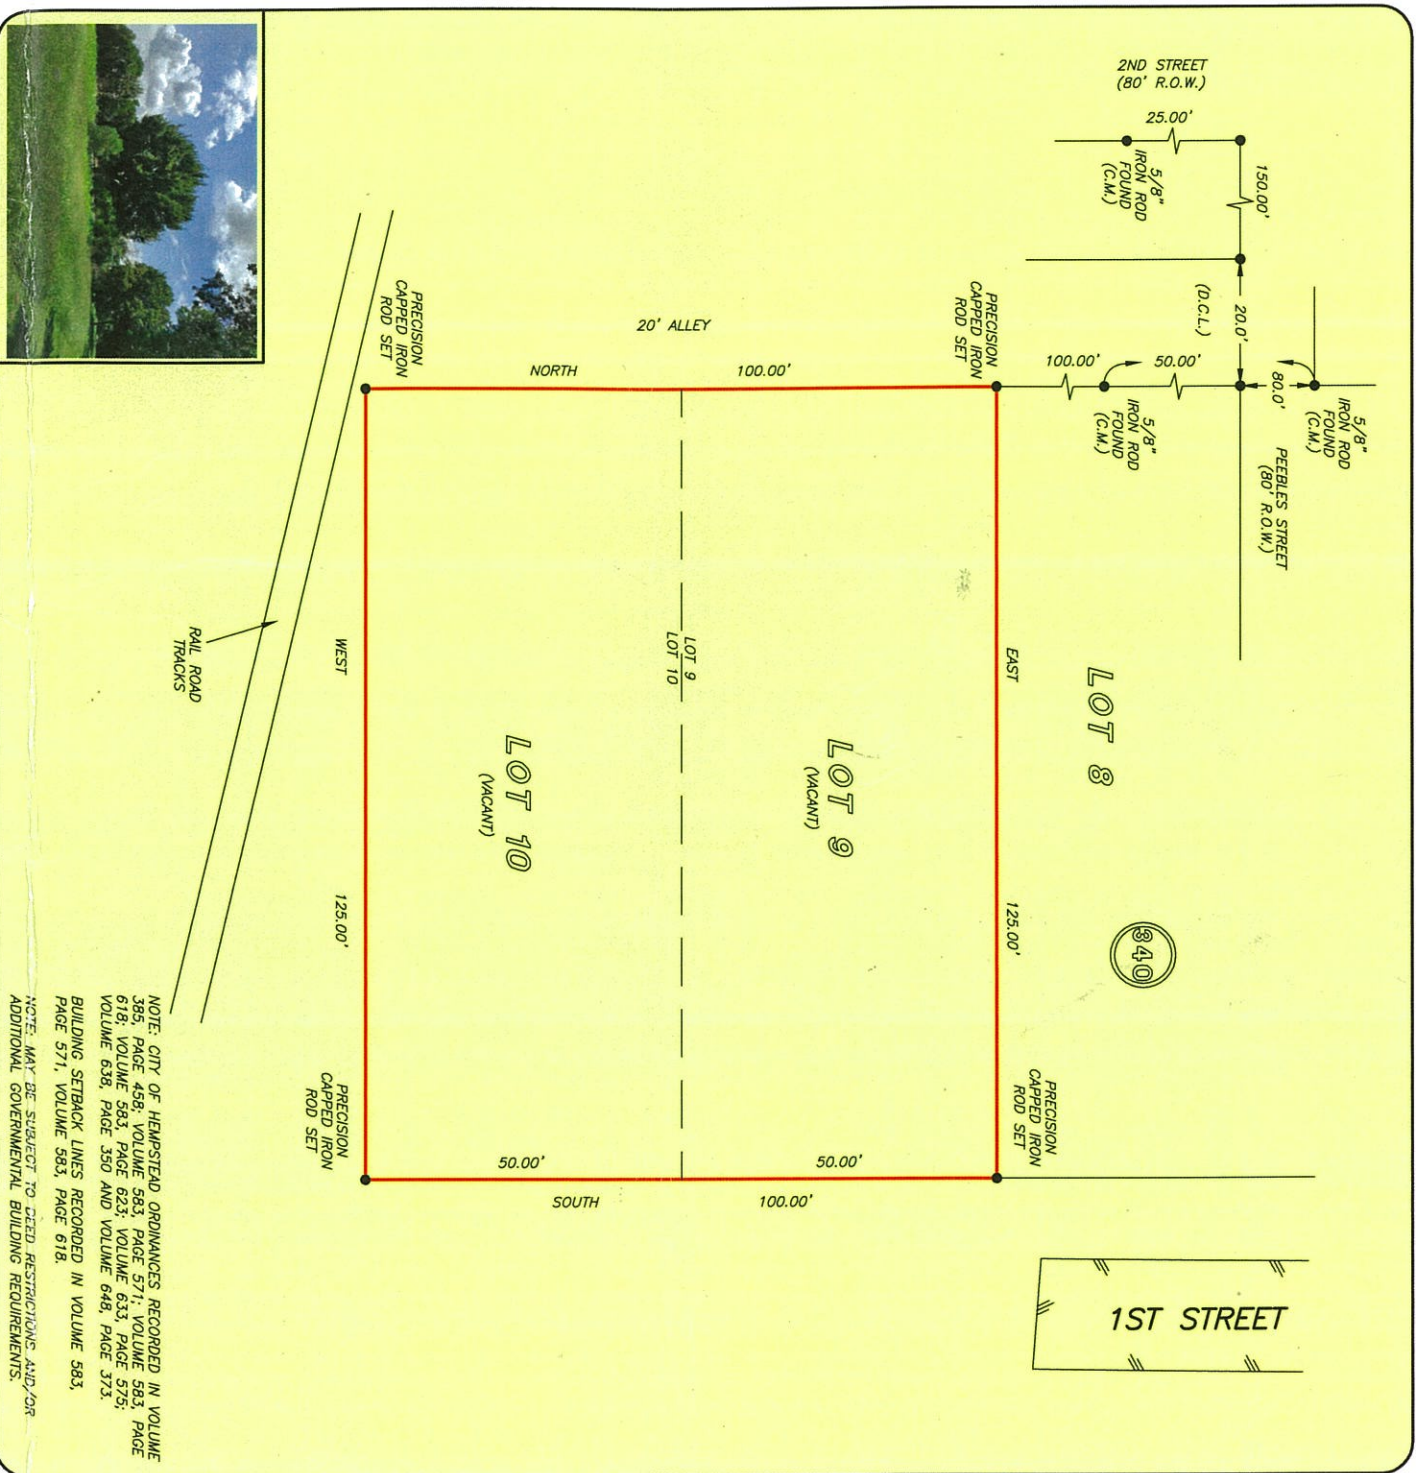 2ND STREET
(80' R.O.W.)
25.00'
5/8"
IRON ROD
FOUND
(C.M.)
150.00'
20.0'
(D.C.L.)
80.0'
5/8"
IRON ROD
FOUND
(C.M.)
PEEBLES STREET
(80' R.O.W.)
100.00'
50.00'
5/8"
IRON ROD
FOUND
(C.M.)
PRECISION
CAPPED IRON
ROD SET
20' ALLEY
NORTH
100.00'
PRECISION
CAPPED IRON
ROD SET
LOT 8
340
EAST
125.00'
LOT 9
LOT 10
LOT 9
(VACANT)
LOT 10
(VACANT)
WEST
125.00'
RAIL ROAD
TRACKS
PRECISION
CAPPED IRON
ROD SET
50.00'
50.00'
SOUTH
100.00'
PRECISION
CAPPED IRON
ROD SET
1ST STREET
NOTE: CITY OF HEMPSTEAD ORDINANCES RECORDED IN VOLUME
385, PAGE 458; VOLUME 583, PAGE 571; VOLUME 583, PAGE
618; VOLUME 583, PAGE 623; VOLUME 633, PAGE 575;
VOLUME 638, PAGE 350 AND VOLUME 648, PAGE 373.
BUILDING SETBACK LINES RECORDED IN VOLUME 583,
PAGE 571, VOLUME 583, PAGE 618.
NOTE: MAY BE SUBJECT TO DEED RESTRICTIONS AND/OR
ADDITIONAL GOVERNMENTAL BUILDING REQUIREMENTS.